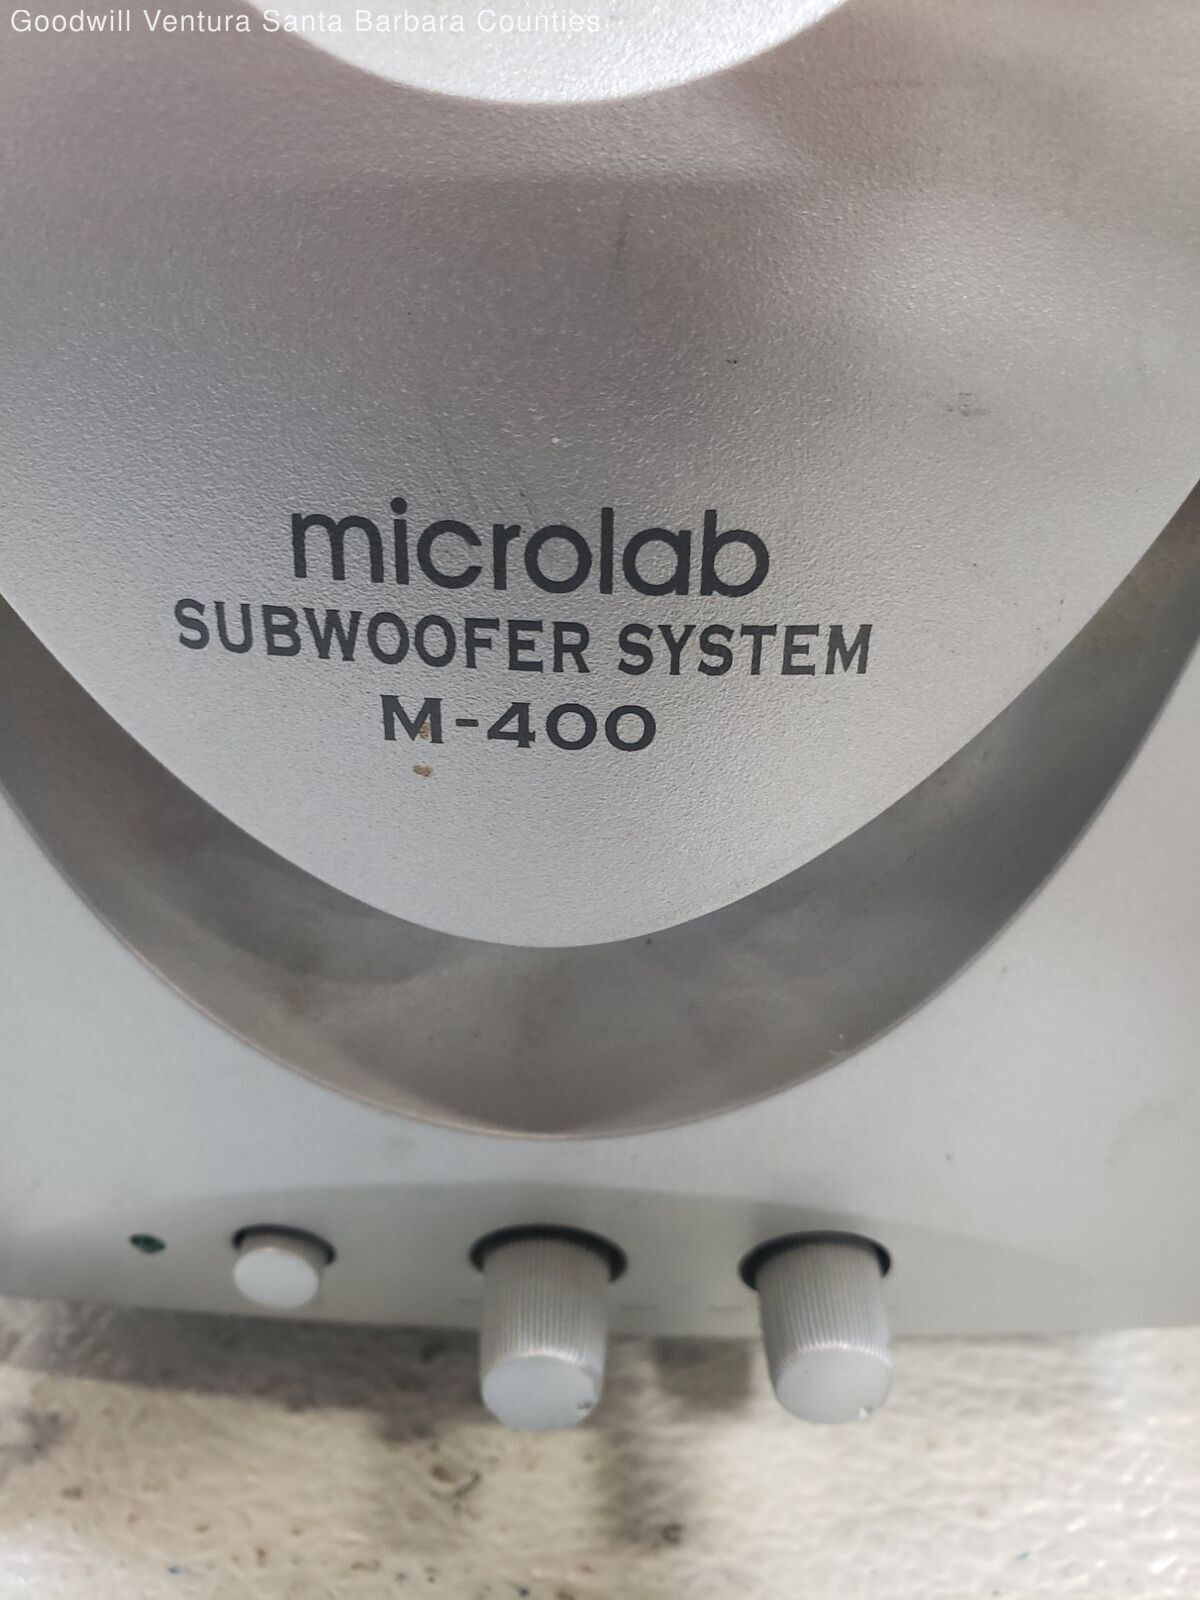 Goodwill Ventura Santa Barbara Counties
microlab
SUBWOOFER SYSTEM
M-400